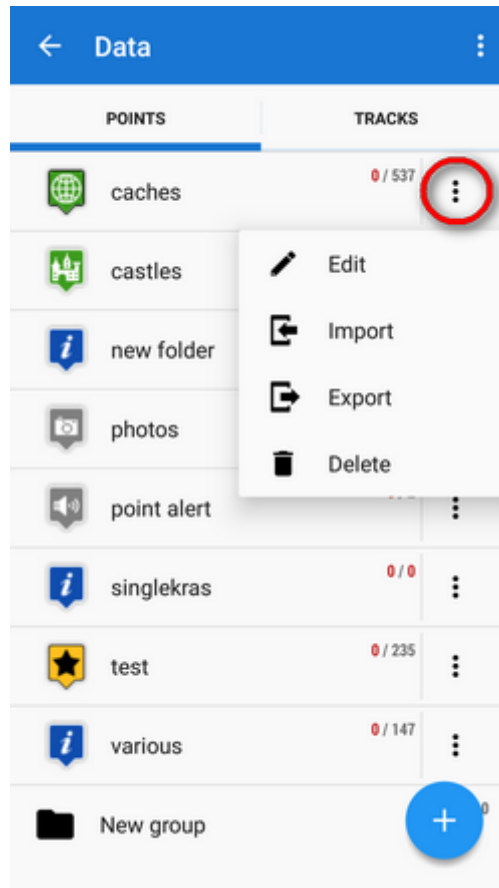 Data
POINTS
TRACKS
caches
0 / 537
castles
Edit
new folder
Import
photos
Export
Delete
point alert
singlekras
0 / 0
test
0 / 235
various
0 / 147
New group
0